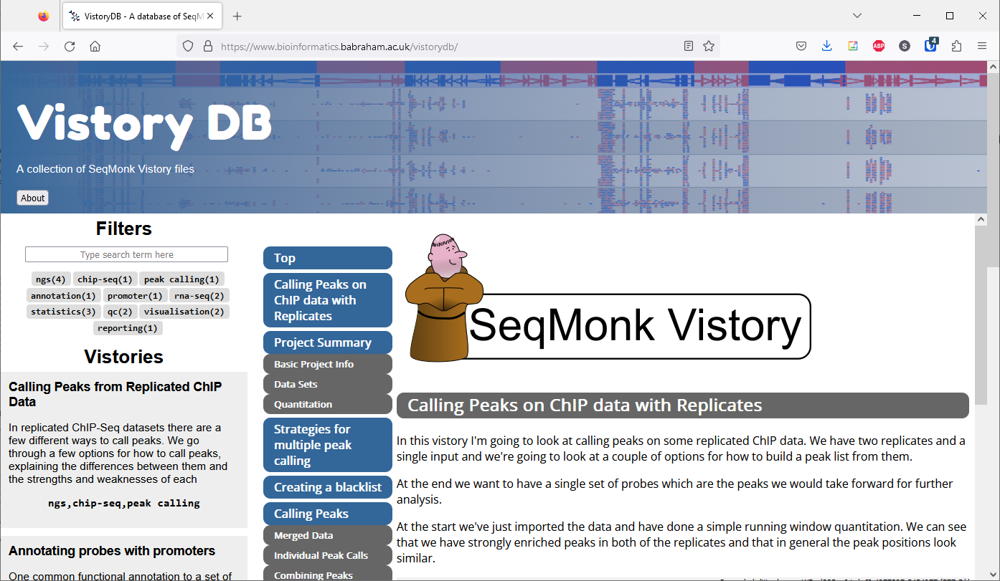 VistoryDB - A database of SeqM
https://www.bioinformatics.babraham.ac.uk/vistorydb/
ABP
S
4
Vistory DB
A collection of SeqMonk Vistory files
About
Filters
Type search term here
ngs(4) chip-seq(1) peak calling(1)
annotation(1) promoter(1) rna-seq(2)
statistics(3) qc(2) visualisation(2)
reporting(1)
Vistories
Calling Peaks from Replicated ChIP
Data
In replicated ChIP-Seq datasets there are a
few different ways to call peaks. We go
through a few options for how to call peaks,
explaining the differences between them and
the strengths and weaknesses of each
ngs,chip-seq,peak calling
Annotating probes with promoters
One common functional annotation to a set of
Top
Calling Peaks on
ChIP data with
Replicates
Project Summary
Basic Project Info
Data Sets
Quantitation
Strategies for
multiple peak
calling
Creating a blacklist
Calling Peaks
Merged Data
Individual Peak Calls
Combining Peaks
SeqMonk Vistory
Calling Peaks on ChIP data with Replicates
In this vistory I'm going to look at calling peaks on some replicated ChIP data. We have two replicates and a
single input and we're going to look at a couple of options for how to build a peak list from them.
At the end we want to have a single set of probes which are the peaks we would take forward for further
analysis.
At the start we've just imported the data and have done a simple running window quantitation. We can see
that we have strongly enriched peaks in both of the replicates and that in general the peak positions look
similar.